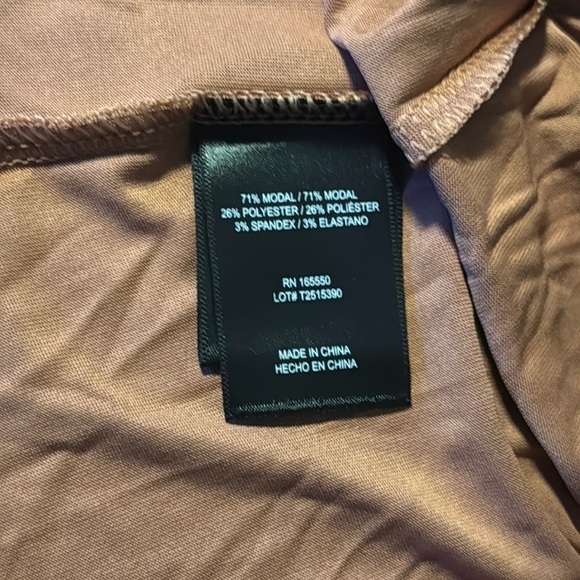 71% MODAL / 71% MODAL
26% POLYESTER / 26% POLIÉSTER
3% SPANDEX / 3% ELASTANO
RN 165550
LOT# T2515390
MADE IN CHINA
HECHO EN CHINA